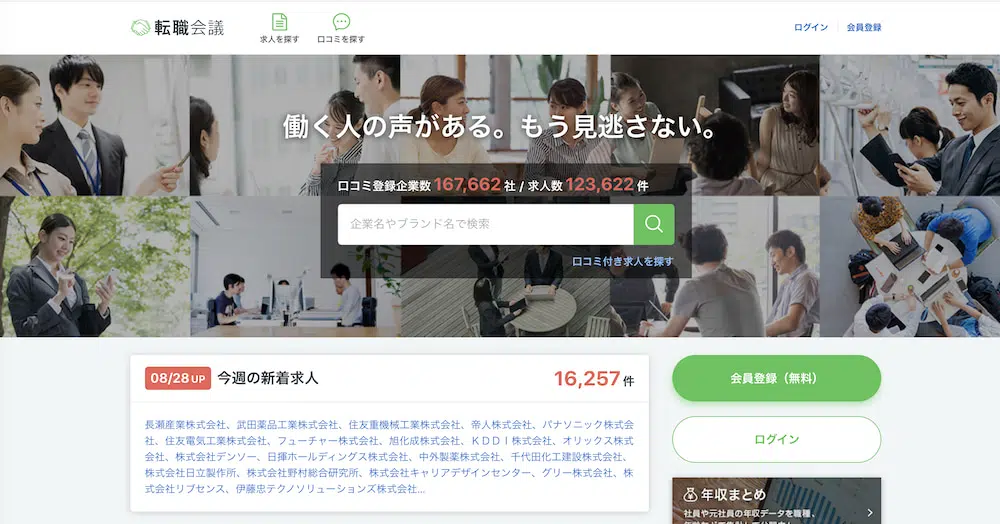 転職会議
求人を探す
口コミを探す
ログイン
会員登録
働く人の声がある。もう見逃さない。
口コミ登録企業数 167,662 社 / 求人数 123,622 件
企業名やブランド名で検索
口コミ付き求人を探す
08/28 UP 今週の新着求人 16,257 件
長瀬産業株式会社、武田薬品工業株式会社、住友重機械工業株式会社、帝人株式会社、パナソニック株式会
社、住友電気工業株式会社、フューチャー株式会社、旭化成株式会社、ＫＤＤＩ株式会社、オリックス株式
会社、株式会社デンソー、日揮ホールディングス株式会社、中外製薬株式会社、千代田化工建設株式会社、
株式会社日立製作所、株式会社野村総合研究所、株式会社キャリアデザインセンター、グリー株式会社、株
式会社リブセンス、伊藤忠テクノソリューションズ株式会社...
会員登録（無料）
ログイン
年収まとめ
社員や元社員の年収データを職種、